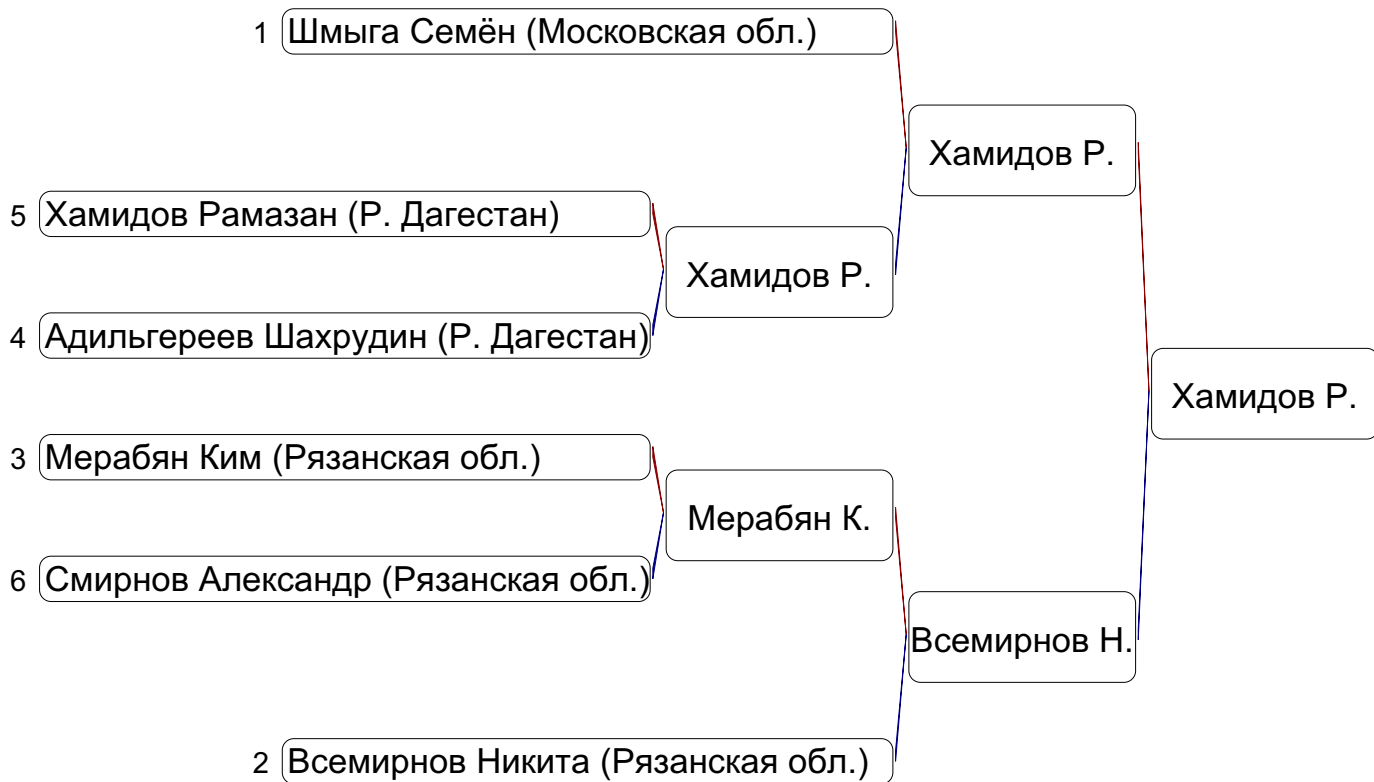 1 Шмыга Семён (Московская обл.)
Хамидов Р.
5 Хамидов Рамазан (Р. Дагестан)
Хамидов Р.
4 Адильгереев Шахрудин (Р. Дагестан)
Хамидов Р.
3 Мерабян Ким (Рязанская обл.)
Мерабян К.
6 Смирнов Александр (Рязанская обл.)
Всемирнов Н.
2 Всемирнов Никита (Рязанская обл.)